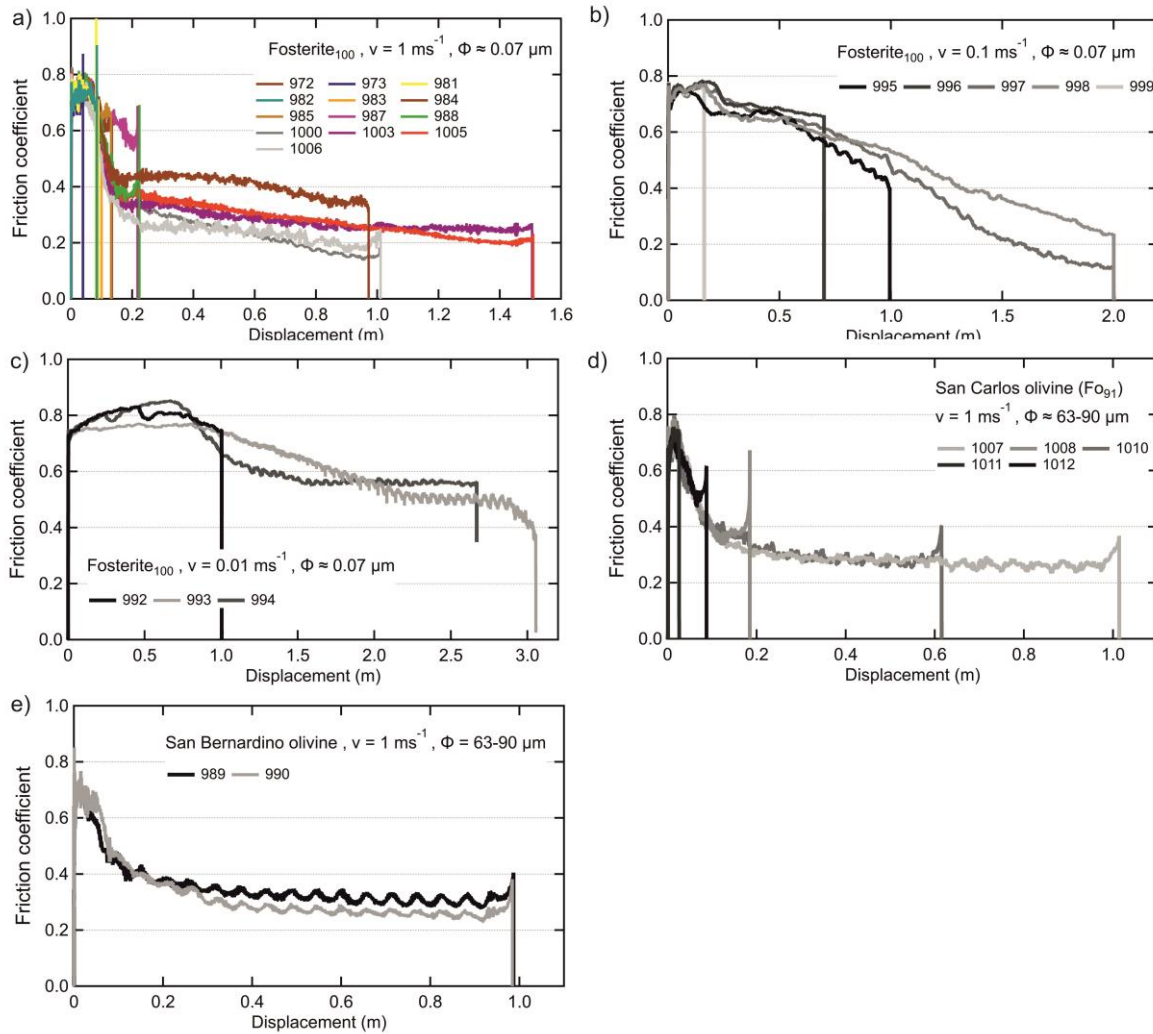 a)
Fosterite100 , v = 1 ms-1 , Φ ≈ 0.07 µm
972 973 981
982 983 984
985 987 988
1000 1003 1005
1006
Friction coefficient
1.0
0.8
0.6
0.4
0.2
0.0
0 0.2 0.4 0.6 0.8 1.0 1.2 1.4 1.6
Displacement (m)
b)
Fosterite100 , v = 0.1 ms-1 , Φ ≈ 0.07 µm
995 996 997 998 999
Friction coefficient
1.0
0.8
0.6
0.4
0.2
0.0
0 0.5 1.0 1.5 2.0
Displacement (m)
c)
Friction coefficient
1.0
0.8
0.6
0.4
0.2
0.0
Fosterite100 , v = 0.01 ms-1 , Φ ≈ 0.07 µm
992 993 994
0 0.5 1.0 1.5 2.0 2.5 3.0
Displacement (m)
d)
San Carlos olivine (Fo91)
v = 1 ms-1 , Φ ≈ 63-90 µm
1007 1008 1010
1011 1012
Friction coefficient
1.0
0.8
0.6
0.4
0.2
0.0
0 0.2 0.4 0.6 0.8 1.0
Displacement (m)
e)
San Bernardino olivine , v = 1 ms-1 , Φ = 63-90 µm
989 990
Friction coefficient
1.0
0.8
0.6
0.4
0.2
0.0
0 0.2 0.4 0.6 0.8 1.0
Displacement (m)